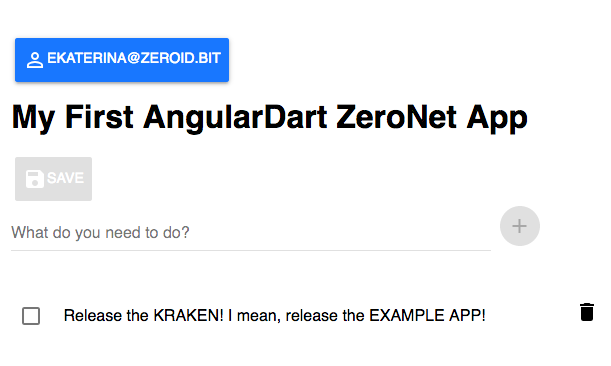 EKATERINA@ZEROID.BIT
My First AngularDart ZeroNet App
SAVE
What do you need to do?
Release the KRAKEN! I mean, release the EXAMPLE APP!